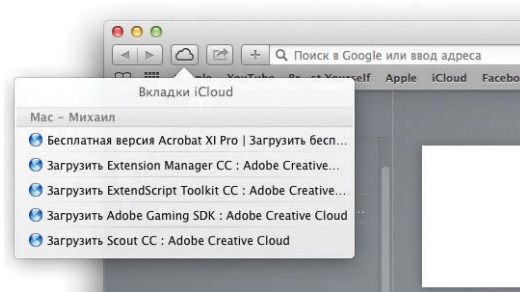 Поиск в Google или ввод адреса
YouTube Yourself Apple iCloud
Вкладки iCloud
Mac – Михаил
Бесплатная версия Acrobat XI Pro | Загрузить бесп...
Загрузить Extension Manager CC : Adobe Creative...
Загрузить ExtendScript Toolkit CC : Adobe Creative...
Загрузить Adobe Gaming SDK : Adobe Creative Cloud
Загрузить Scout CC : Adobe Creative Cloud